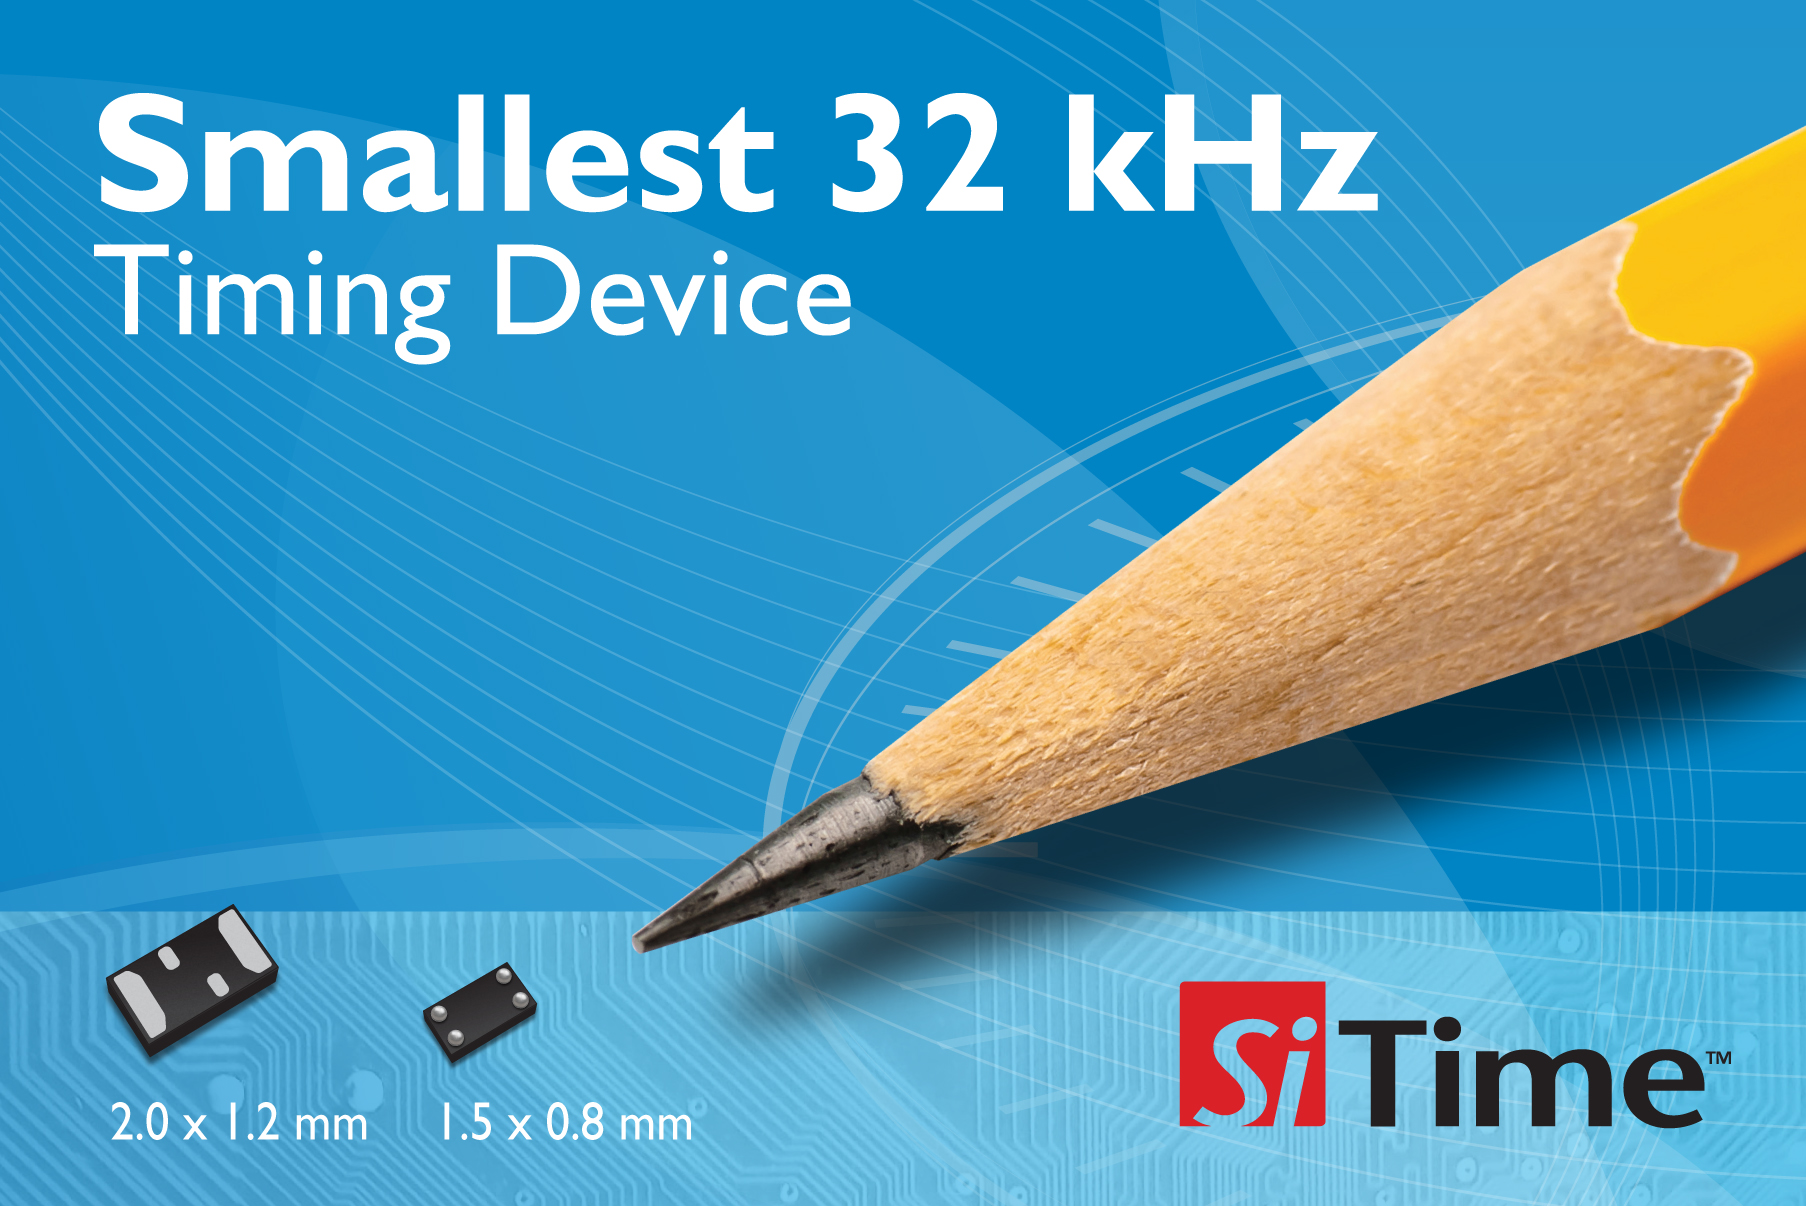 Smallest 32 kHz
Timing Device
2.0 x 1.2 mm
1.5 x 0.8 mm
SiTime™